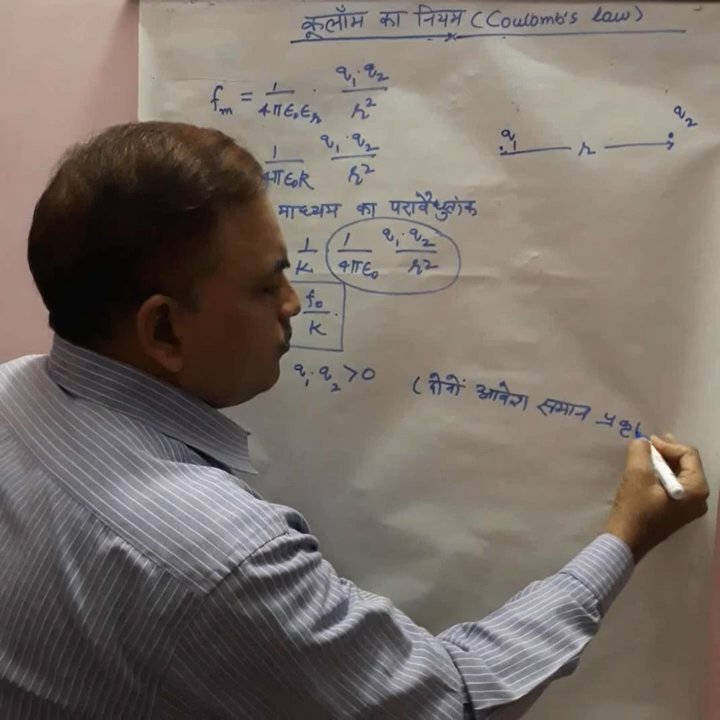 कूलॉम का नियम (Coulomb's law)
fₘ = 1/4πε₀εᵣ · q₁·q₂/r²
q₁ r q₂
1/4πε₀K q₁·q₂/r²
माध्यम का परावैधुतांक
1/K 1/4πε₀ q₁·q₂/r²
f₀/K
q₁·q₂ > 0 (दोनों आवेश समान प्रकृ